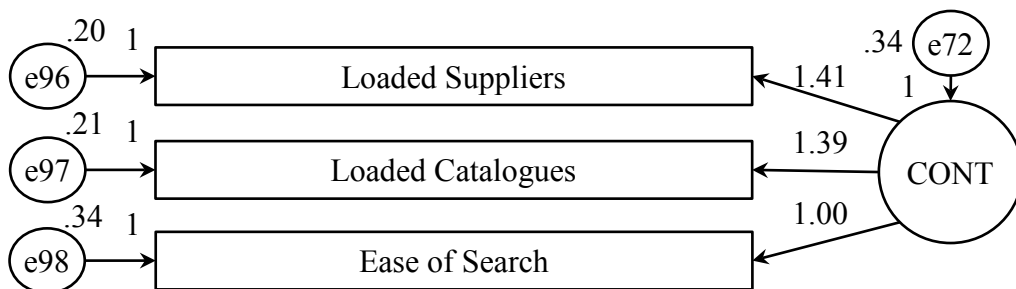 .20 1 .34 e72
e96 Loaded Suppliers 1.41 1
.21 1 1.39
e97 Loaded Catalogues CONT
.34 1 1.00
e98 Ease of Search